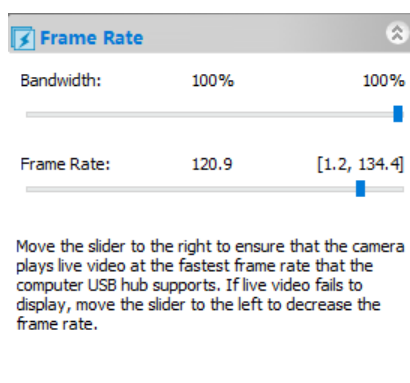 Frame Rate
Bandwidth: 100% 100%
Frame Rate: 120.9 [1.2, 134.4]
Move the slider to the right to ensure that the camera
plays live video at the fastest frame rate that the
computer USB hub supports. If live video fails to
display, move the slider to the left to decrease the
frame rate.